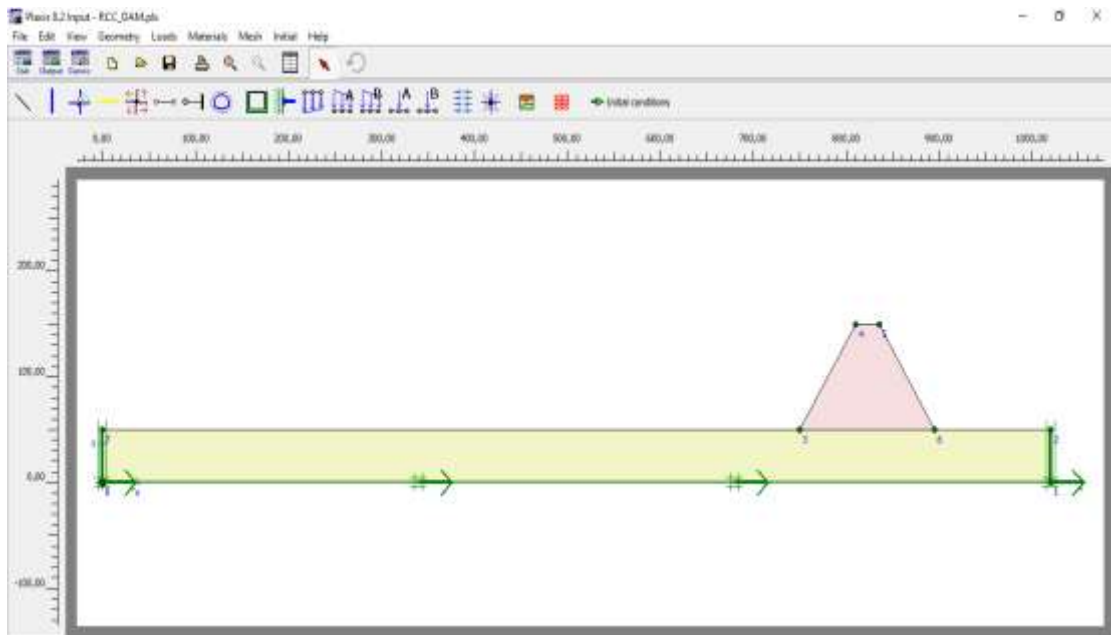 Plaxis 8.2 Input - RCC_DAM.plx
File Edit View Geometry Loads Materials Mesh Initial Help
Initial conditions
0.00 100.00 200.00 300.00 400.00 500.00 600.00 700.00 800.00 900.00 1000.00
200.00
100.00
0.00
-100.00